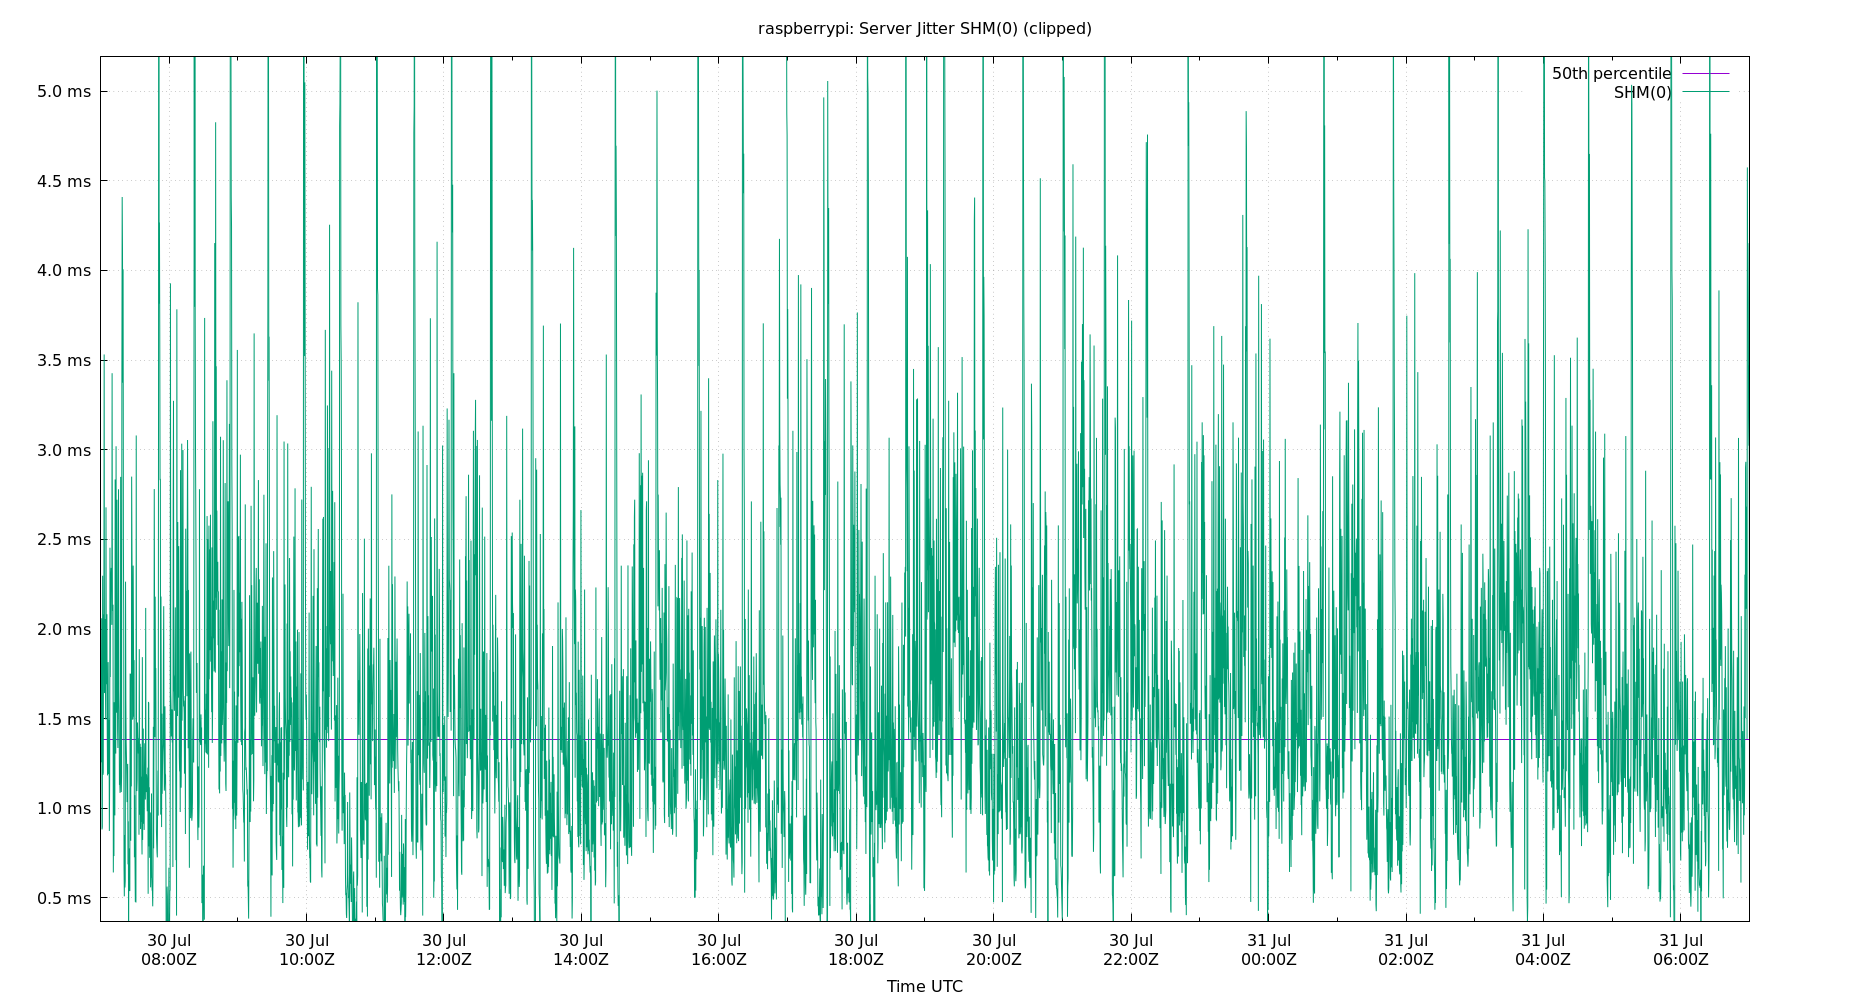 raspberrypi: Server Jitter SHM(0) (clipped)
50th percentile
SHM(0)
5.0 ms
4.5 ms
4.0 ms
3.5 ms
3.0 ms
2.5 ms
2.0 ms
1.5 ms
1.0 ms
0.5 ms
30 Jul 30 Jul 30 Jul 30 Jul 30 Jul 30 Jul 30 Jul 30 Jul 31 Jul 31 Jul 31 Jul 31 Jul
08:00Z 10:00Z 12:00Z 14:00Z 16:00Z 18:00Z 20:00Z 22:00Z 00:00Z 02:00Z 04:00Z 06:00Z
Time UTC